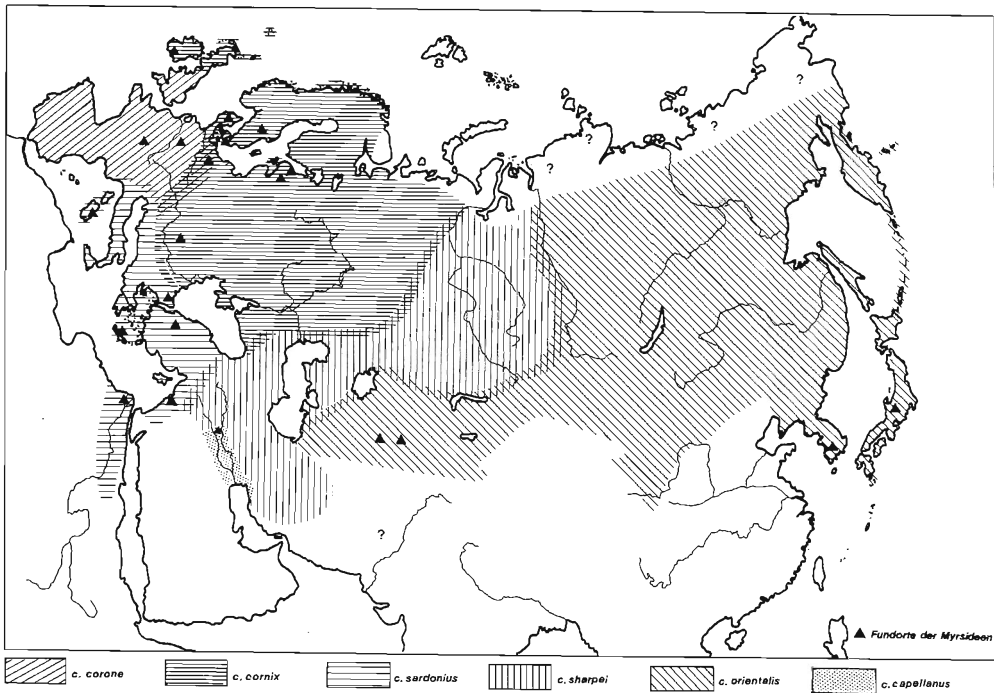 ?
?
?
?
?
Fundorte der Myrsideen
c. corone
c. cornix
c. sardonius
c. sharpei
c. orientalis
c. capellanus